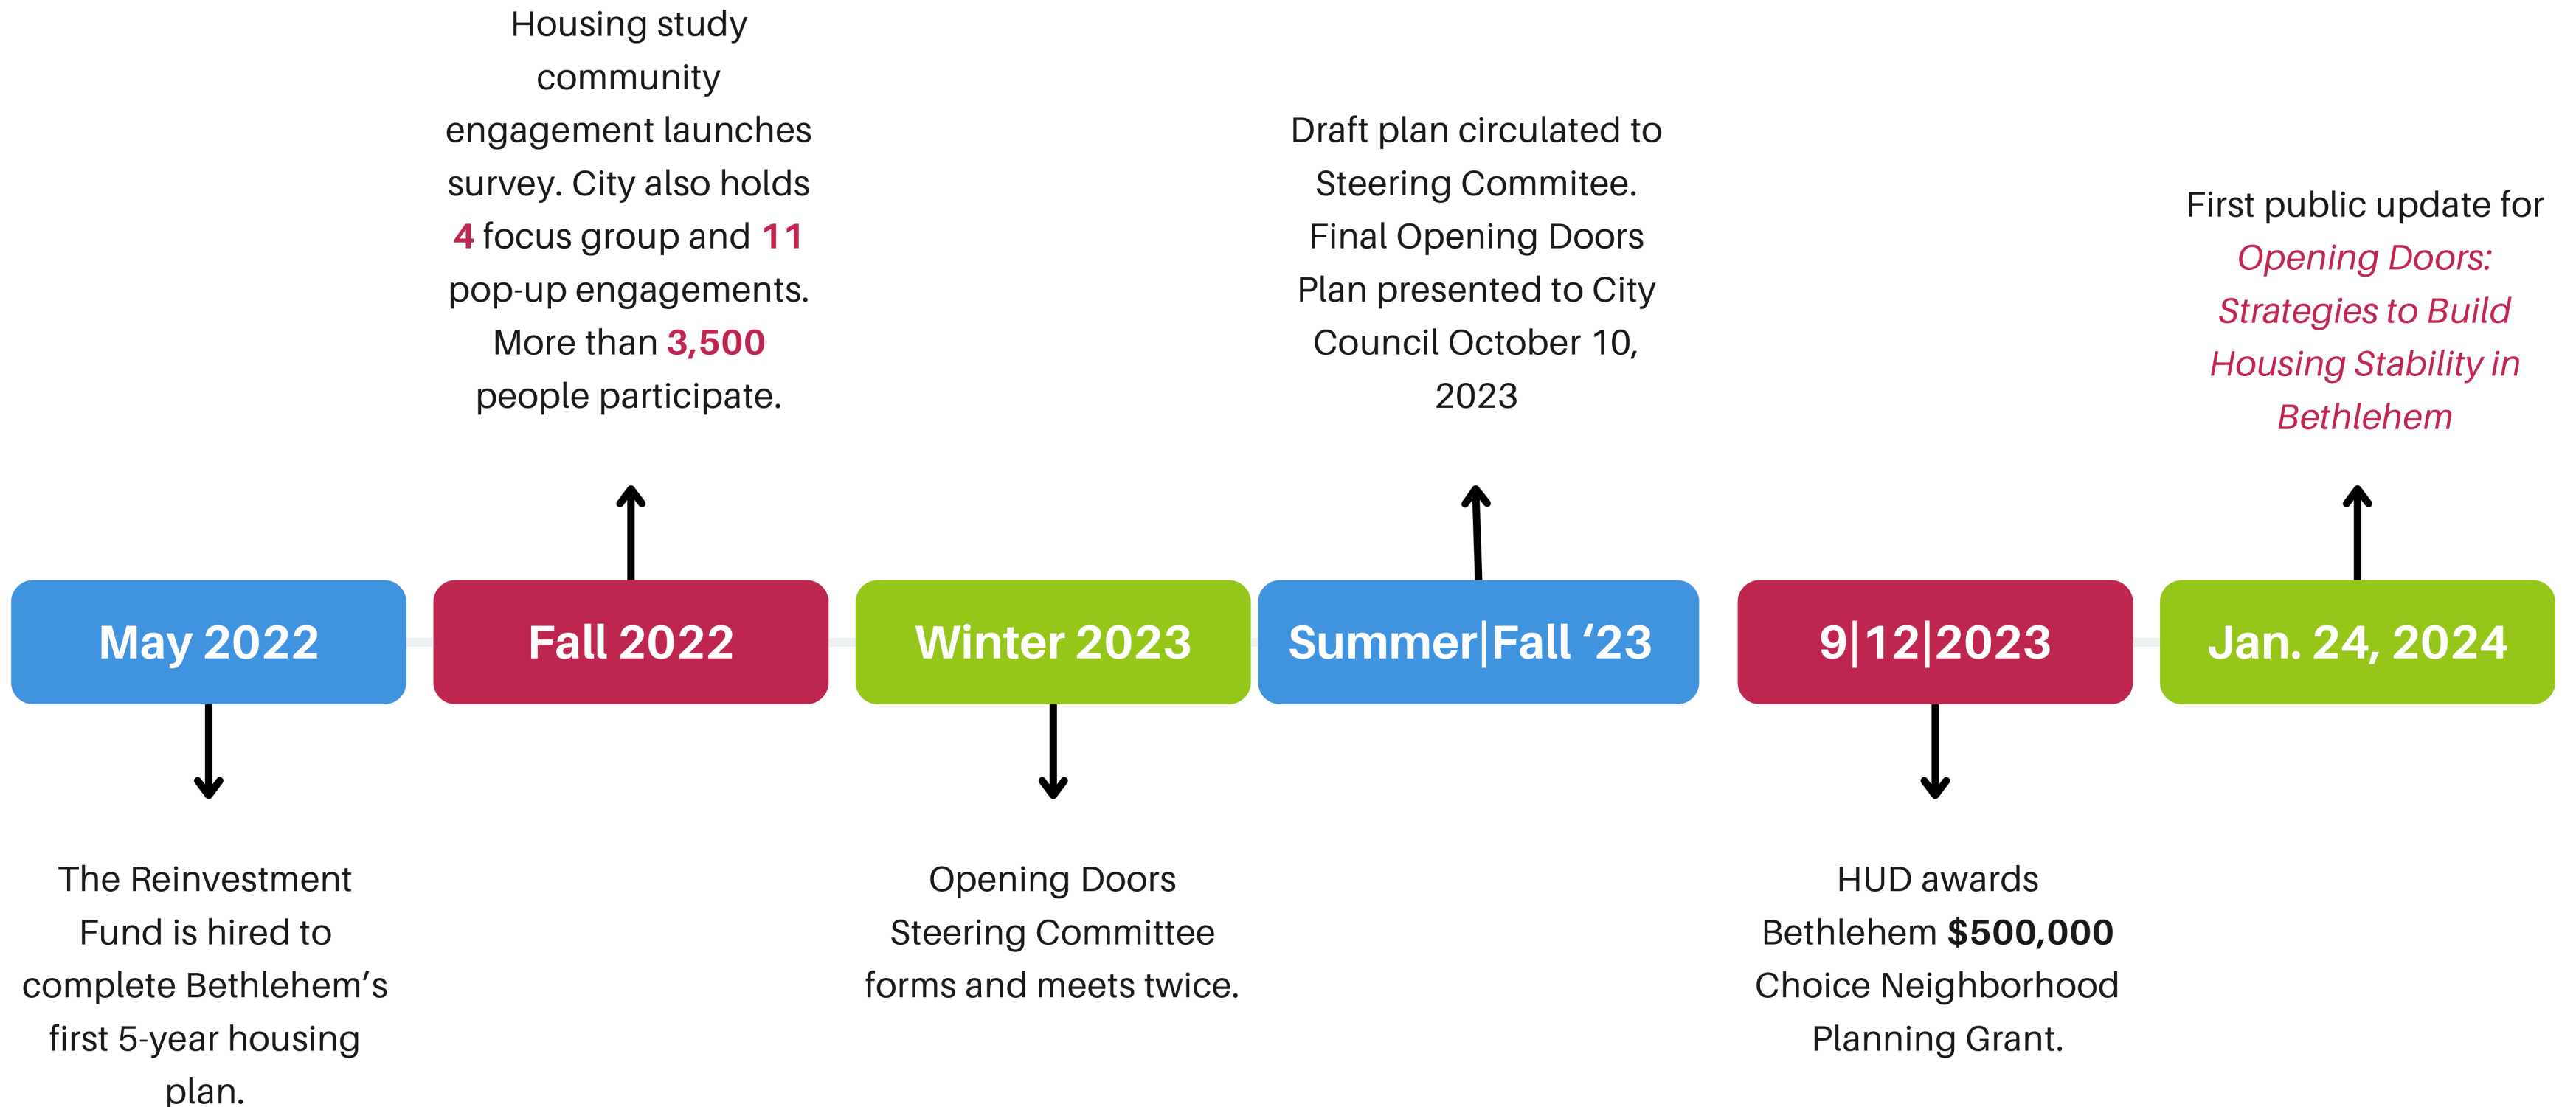 Housing study
community
engagement launches
survey. City also holds
4 focus group and 11
pop-up engagements.
More than 3,500
people participate.
Draft plan circulated to
Steering Commitee.
Final Opening Doors
Plan presented to City
Council October 10,
2023
First public update for
Opening Doors:
Strategies to Build
Housing Stability in
Bethlehem
May 2022
Fall 2022
Winter 2023
Summer|Fall ‘23
9|12|2023
Jan. 24, 2024
The Reinvestment
Fund is hired to
complete Bethlehem’s
first 5-year housing
plan.
Opening Doors
Steering Committee
forms and meets twice.
HUD awards
Bethlehem $500,000
Choice Neighborhood
Planning Grant.